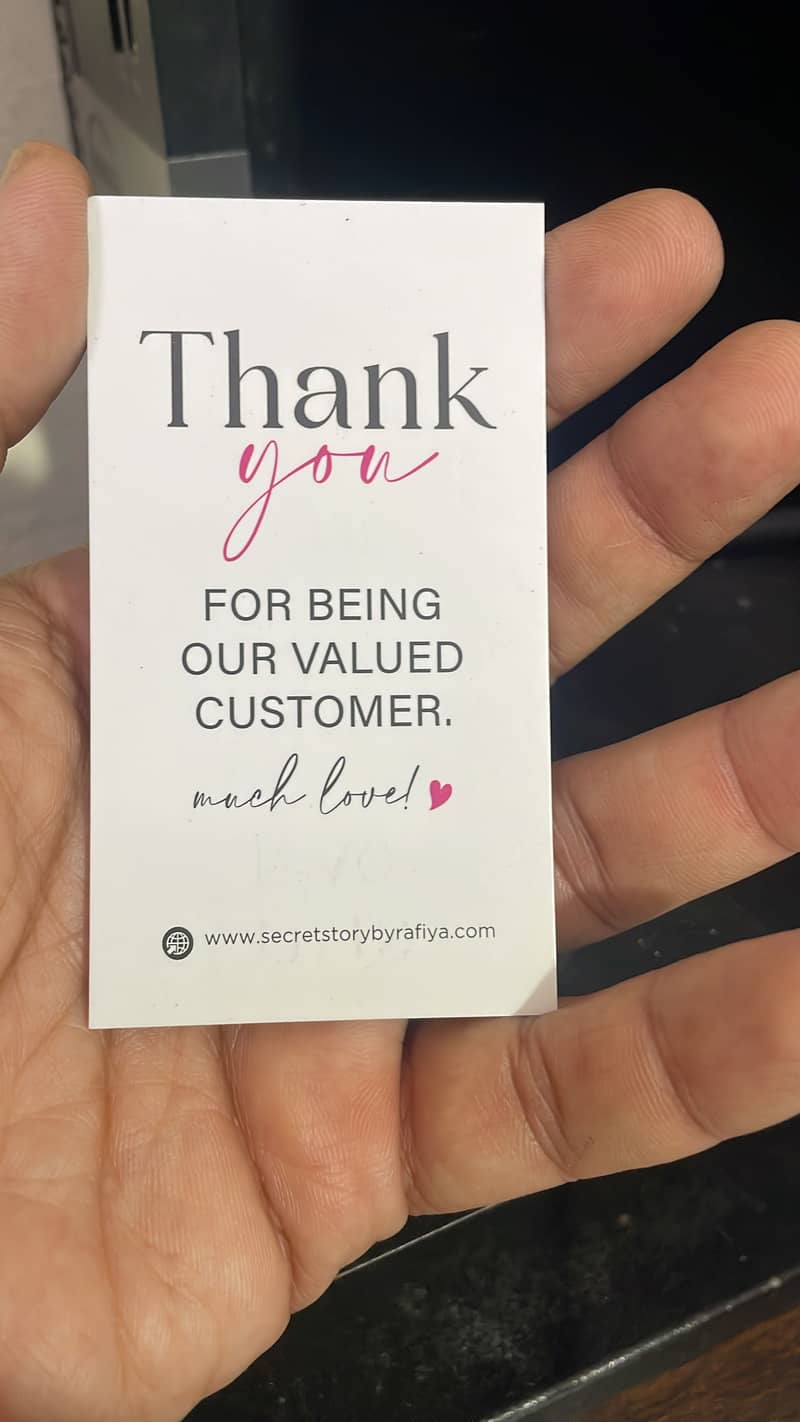 Thank
you
FOR BEING
OUR VALUED
CUSTOMER.
much love!
www.secretstorybyrafiya.com